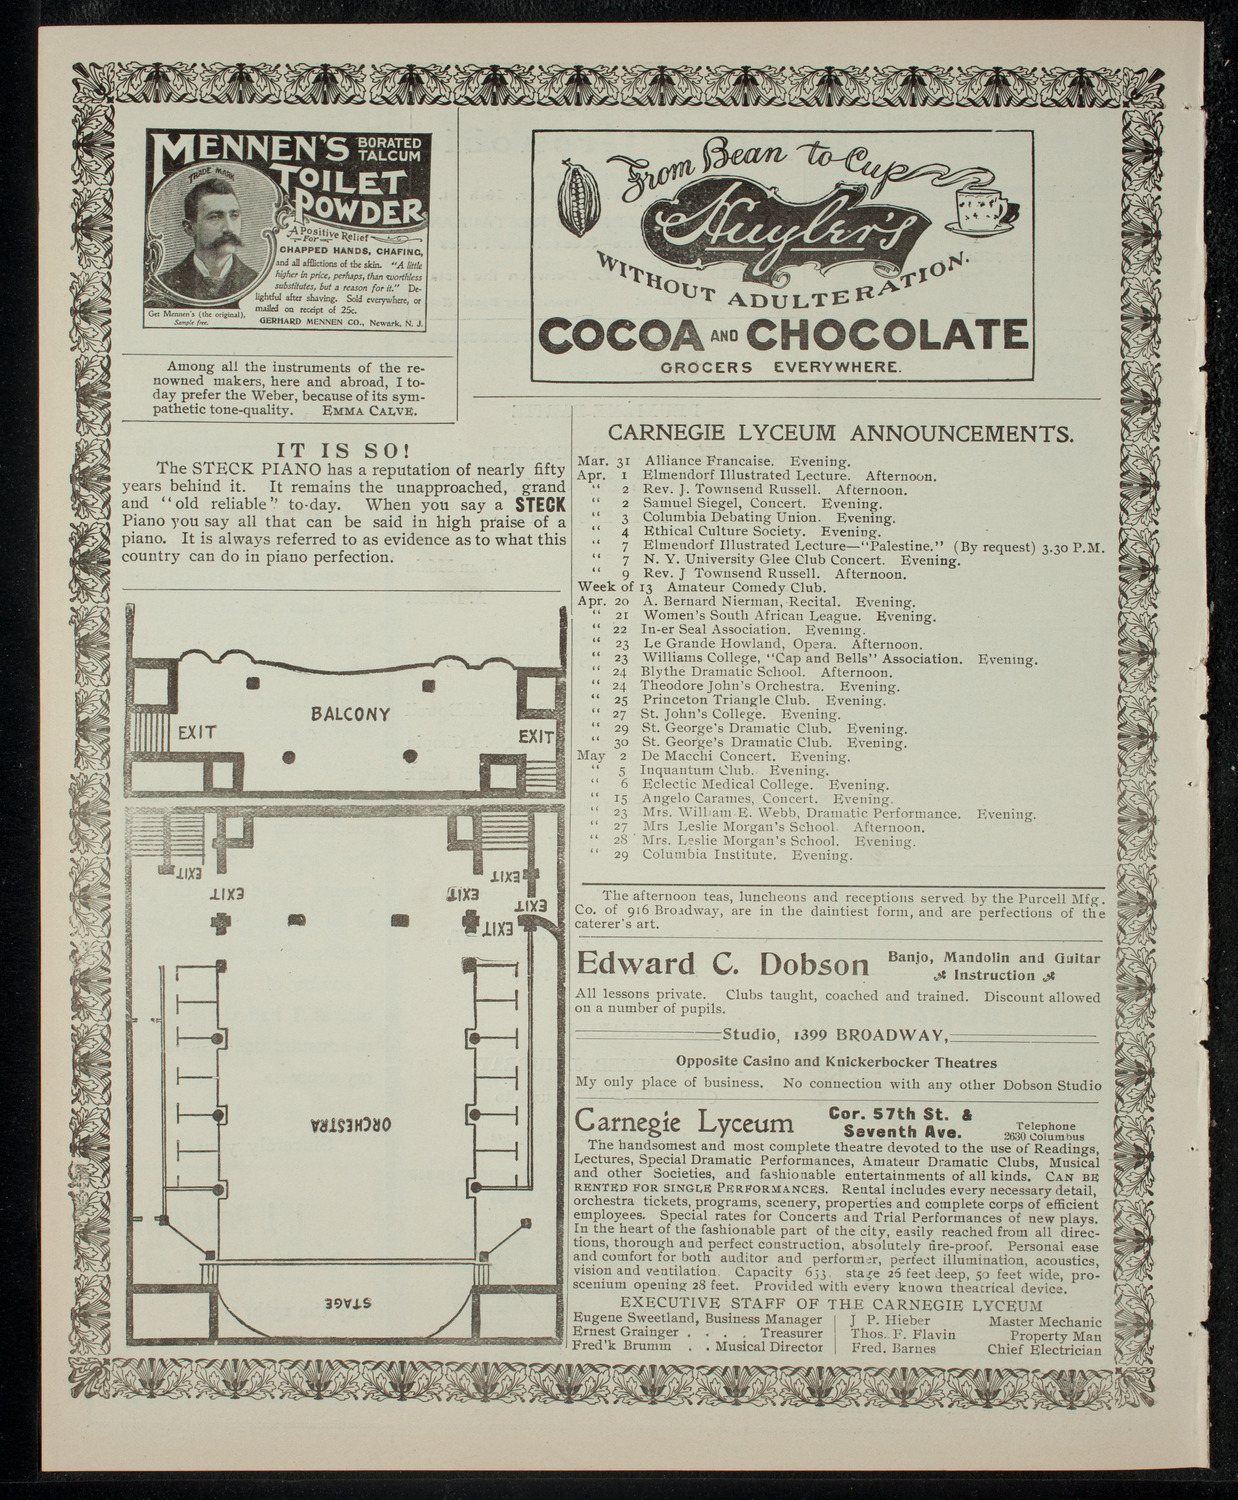 MENNEN'S BORATED TALCUM
TOILET
POWDER
TRADE MARK
A Positive Relief
For
CHAPPED HANDS, CHAFING,
and all afflictions of the skin. "A little
higher in price, perhaps, than worthless
substitutes, but a reason for it." De-
lightful after shaving. Sold everywhere, or
mailed on receipt of 25c.
GERHARD MENNEN CO., Newark, N. J.
Get Mennen's (the original),
Sample free.
From Bean to Cup
Huyler's
WITHOUT ADULTERATION.
COCOA AND CHOCOLATE
GROCERS EVERYWHERE.
Among all the instruments of the re-
nowned makers, here and abroad, I to-
day prefer the Weber, because of its sym-
pathetic tone-quality. EMMA CALVE.
IT IS SO!
The STECK PIANO has a reputation of nearly fifty
years behind it. It remains the unapproached, grand
and "old reliable" to-day. When you say a STECK
Piano you say all that can be said in high praise of a
piano. It is always referred to as evidence as to what this
country can do in piano perfection.
BALCONY
EXIT
EXIT
EXIT
EXIT
EXIT
EXIT
EXIT
EXIT
ORCHESTRA
STAGE
CARNEGIE LYCEUM ANNOUNCEMENTS.
Mar. 31 Alliance Francaise. Evening.
Apr. 1 Elmendorf Illustrated Lecture. Afternoon.
" 2 Rev. J. Townsend Russell. Afternoon.
" 2 Samuel Siegel, Concert. Evening.
" 3 Columbia Debating Union. Evening.
" 4 Ethical Culture Society. Evening.
" 7 Elmendorf Illustrated Lecture—"Palestine." (By request) 3.30 P.M.
" 7 N. Y. University Glee Club Concert. Evening.
" 9 Rev. J Townsend Russell. Afternoon.
Week of 13 Amateur Comedy Club.
Apr. 20 A. Bernard Nierman, Recital. Evening.
" 21 Women's South African League. Evening.
" 22 In-er Seal Association. Evening.
" 23 Le Grande Howland, Opera. Afternoon.
" 23 Williams College, "Cap and Bells" Association. Evening.
" 24 Blythe Dramatic School. Afternoon.
" 24 Theodore John's Orchestra. Evening.
" 25 Princeton Triangle Club. Evening.
" 27 St. John's College. Evening.
" 29 St. George's Dramatic Club. Evening.
" 30 St. George's Dramatic Club. Evening.
May 2 De Macchi Concert. Evening.
" 5 Inquantum Club. Evening.
" 6 Eclectic Medical College. Evening.
" 15 Angelo Carames, Concert. Evening.
" 23 Mrs. William E. Webb, Dramatic Performance. Evening.
" 27 Mrs Leslie Morgan's School. Afternoon.
" 28 Mrs. Leslie Morgan's School. Evening.
" 29 Columbia Institute. Evening.
The afternoon teas, luncheons and receptions served by the Purcell Mfg.
Co. of 916 Broadway, are in the daintiest form, and are perfections of the
caterer's art.
Edward C. Dobson Banjo, Mandolin and Guitar
Instruction
All lessons private. Clubs taught, coached and trained. Discount allowed
on a number of pupils.
Studio, 1399 BROADWAY,
Opposite Casino and Knickerbocker Theatres
My only place of business. No connection with any other Dobson Studio
Carnegie Lyceum Cor. 57th St. &
Seventh Ave.
Telephone
2630 Columbus
The handsomest and most complete theatre devoted to the use of Readings,
Lectures, Special Dramatic Performances, Amateur Dramatic Clubs, Musical
and other Societies, and fashionable entertainments of all kinds. CAN BE
RENTED FOR SINGLE PERFORMANCES. Rental includes every necessary detail,
orchestra tickets, programs, scenery, properties and complete corps of efficient
employees. Special rates for Concerts and Trial Performances of new plays.
In the heart of the fashionable part of the city, easily reached from all direc-
tions, thorough and perfect construction, absolutely fire-proof. Personal ease
and comfort for both auditor and performer, perfect illumination, acoustics,
vision and ventilation. Capacity 633. stage 26 feet deep, 50 feet wide, pro-
scenium opening 28 feet. Provided with every known theatrical device.
EXECUTIVE STAFF OF THE CARNEGIE LYCEUM
Eugene Sweetland, Business Manager J P. Hieber Master Mechanic
Ernest Grainger . . . . Treasurer Thos. F. Flavin Property Man
Fred'k Brumm . . Musical Director Fred. Barnes Chief Electrician